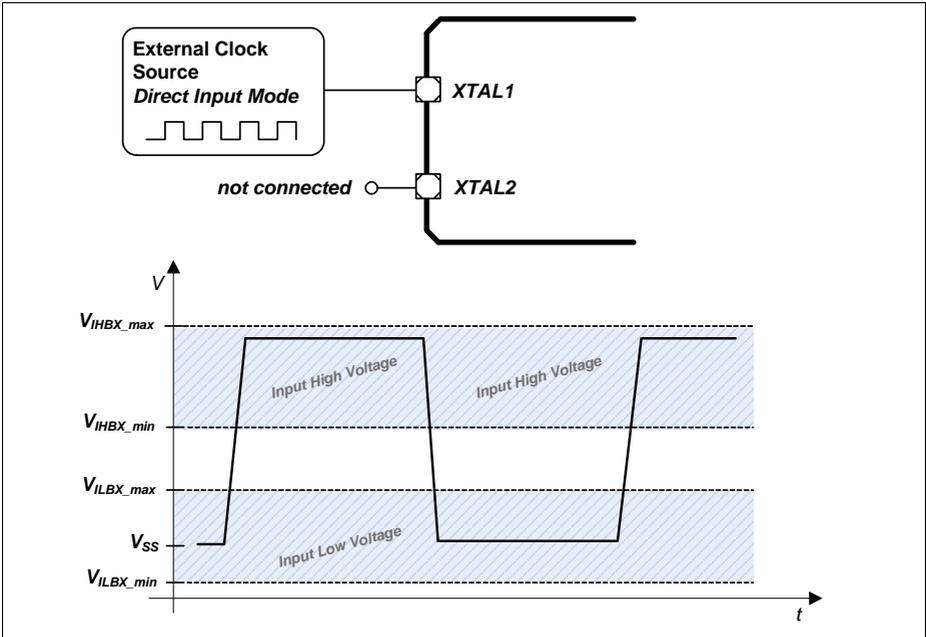 External Clock
Source
Direct Input Mode
XTAL1
not connected
XTAL2
V
VIHBX_max
Input High Voltage
Input High Voltage
VIHBX_min
VILBX_max
Input Low Voltage
VSS
VILBX_min
t